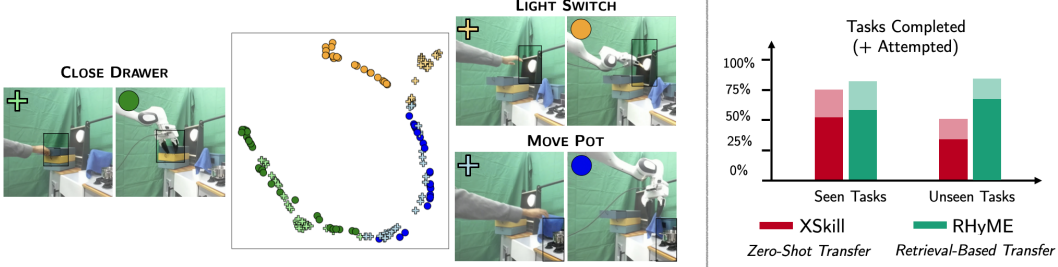 LIGHT SWITCH
CLOSE DRAWER
MOVE POT
Tasks Completed
(+ Attempted)
100%
75%
50%
25%
0%
Seen Tasks
Unseen Tasks
XSkill
RHyME
Zero-Shot Transfer
Retrieval-Based Transfer